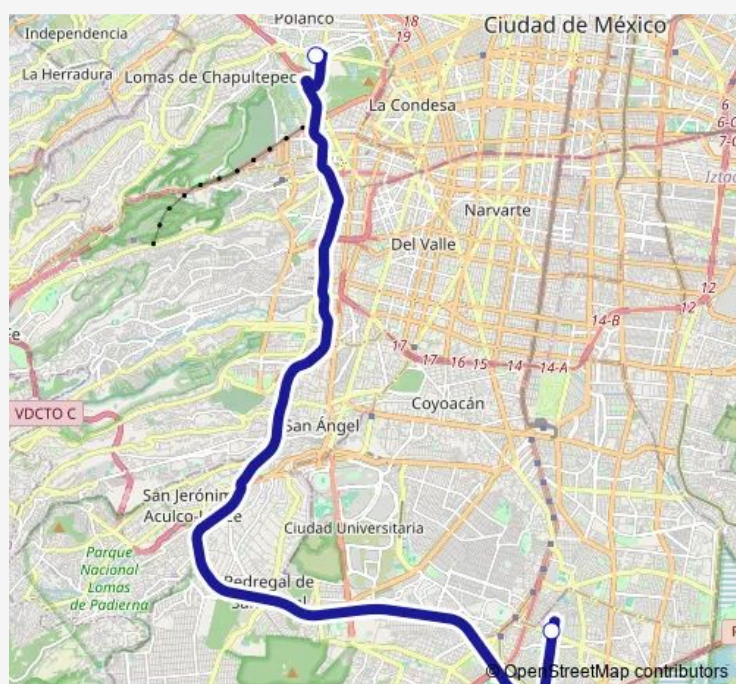 Polanco
Ciudad de México
18
19
Independencia
La Herradura
Lomas de Chapultepec
La Condesa
6
6-C
7-C
Iztac
Narvarte
Del Valle
12
12
14-B
17
17
16
15
14
14-A
VDCTO C
Coyoacán
San Ángel
San Jerónim
Aculco-L
ce
Ciudad Universitaria
Parque
Nacional
Lomas
de Padierna
Pedregal de
© OpenStreetMap contributors